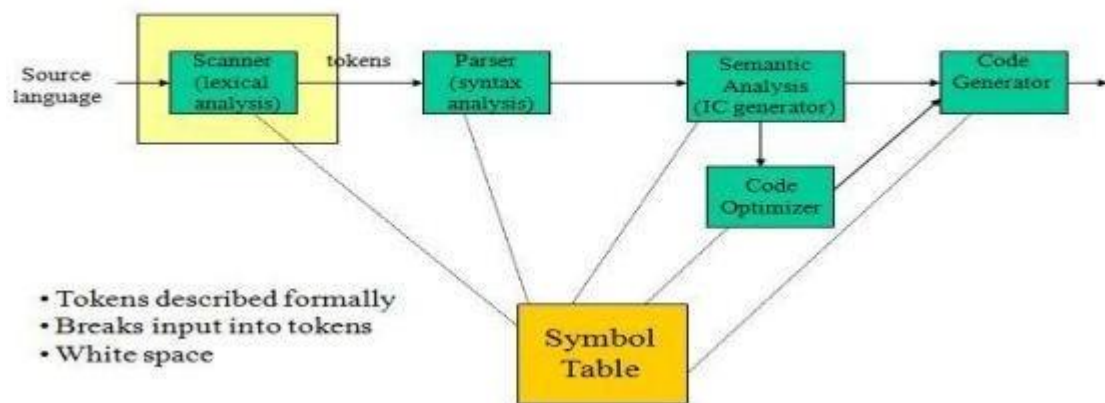 Source
language
Scanner
(lexical
analysis)
tokens
Parser
(syntax
analysis)
Semantic
Analysis
(IC generator)
Code
Generator
Code
Optimizer
• Tokens described formally
• Breaks input into tokens
• White space
Symbol
Table